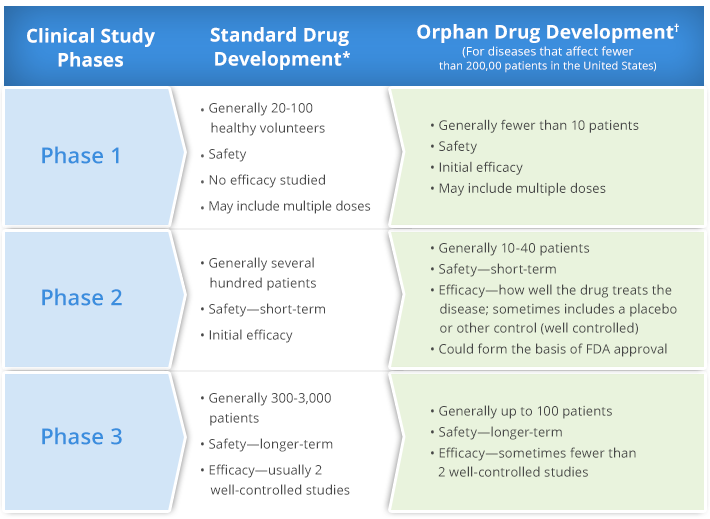 Clinical Study
Phases
Standard Drug
Development*
Orphan Drug Development†
(For diseases that affect fewer
than 200,00 patients in the United States)
Phase 1
• Generally 20-100
healthy volunteers
• Safety
• No efficacy studied
• May include multiple doses
• Generally fewer than 10 patients
• Safety
• Initial efficacy
• May include multiple doses
Phase 2
• Generally several
hundred patients
• Safety—short-term
• Initial efficacy
• Generally 10-40 patients
• Safety—short-term
• Efficacy—how well the drug treats the
disease; sometimes includes a placebo
or other control (well controlled)
• Could form the basis of FDA approval
Phase 3
• Generally 300-3,000
patients
• Safety—longer-term
• Efficacy—usually 2
well-controlled studies
• Generally up to 100 patients
• Safety—longer-term
• Efficacy—sometimes fewer than
2 well-controlled studies